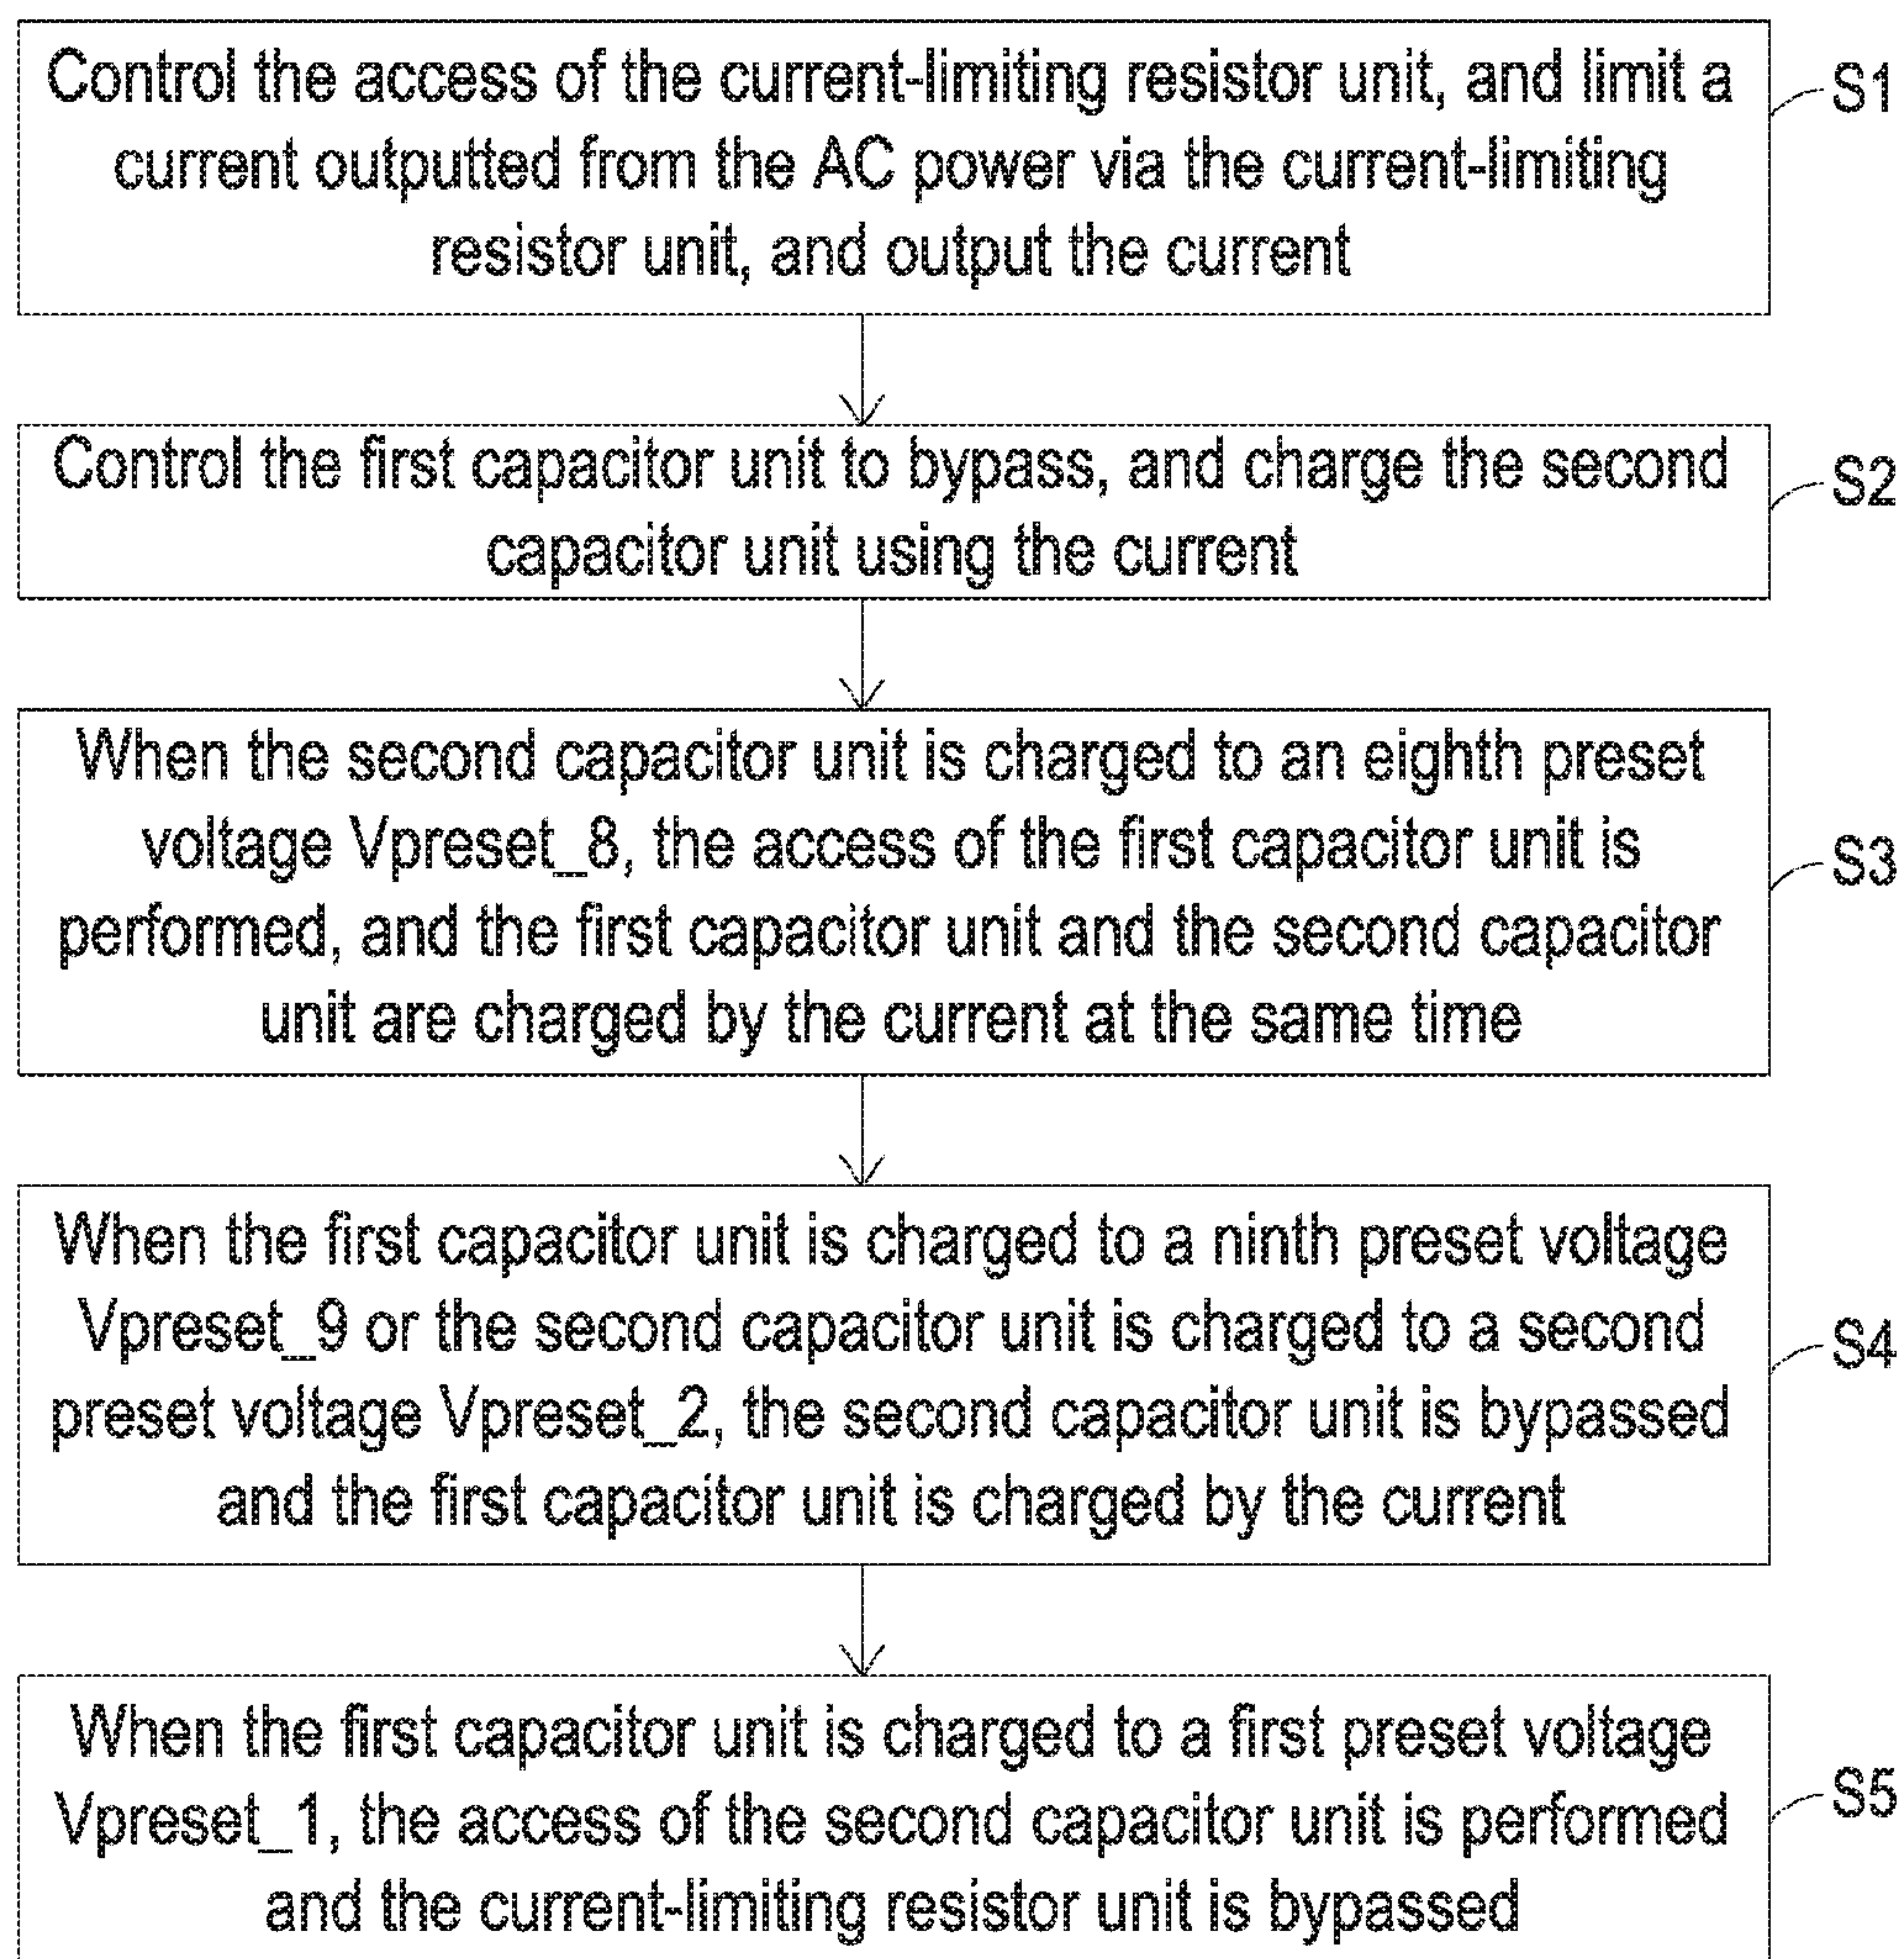 Control the access of the current-limiting resistor unit, and limit a
current outputted from the AC power via the current-limiting
resistor unit, and output the current
S1
Control the first capacitor unit to bypass, and charge the second
capacitor unit using the current
S2
When the second capacitor unit is charged to an eighth preset
voltage Vpreset_8, the access of the first capacitor unit is
performed, and the first capacitor unit and the second capacitor
unit are charged by the current at the same time
S3
When the first capacitor unit is charged to a ninth preset voltage
Vpreset_9 or the second capacitor unit is charged to a second
preset voltage Vpreset_2, the second capacitor unit is bypassed
and the first capacitor unit is charged by the current
S4
When the first capacitor unit is charged to a first preset voltage
Vpreset_1, the access of the second capacitor unit is performed
and the current-limiting resistor unit is bypassed
S5